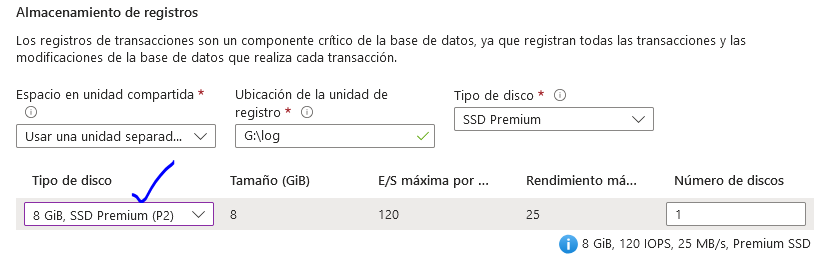 Almacenamiento de registros
Los registros de transacciones son un componente crítico de la base de datos, ya que registran todas las transacciones y las
modificaciones de la base de datos que realiza cada transacción.
Espacio en unidad compartida *
Ubicación de la unidad de
registro *
Tipo de disco *
Usar una unidad separad...
G:\log
SSD Premium
Tipo de disco
Tamaño (GiB)
E/S máxima por ...
Rendimiento má...
Número de discos
8 GiB, SSD Premium (P2)
8
120
25
1
8 GiB, 120 IOPS, 25 MB/s, Premium SSD